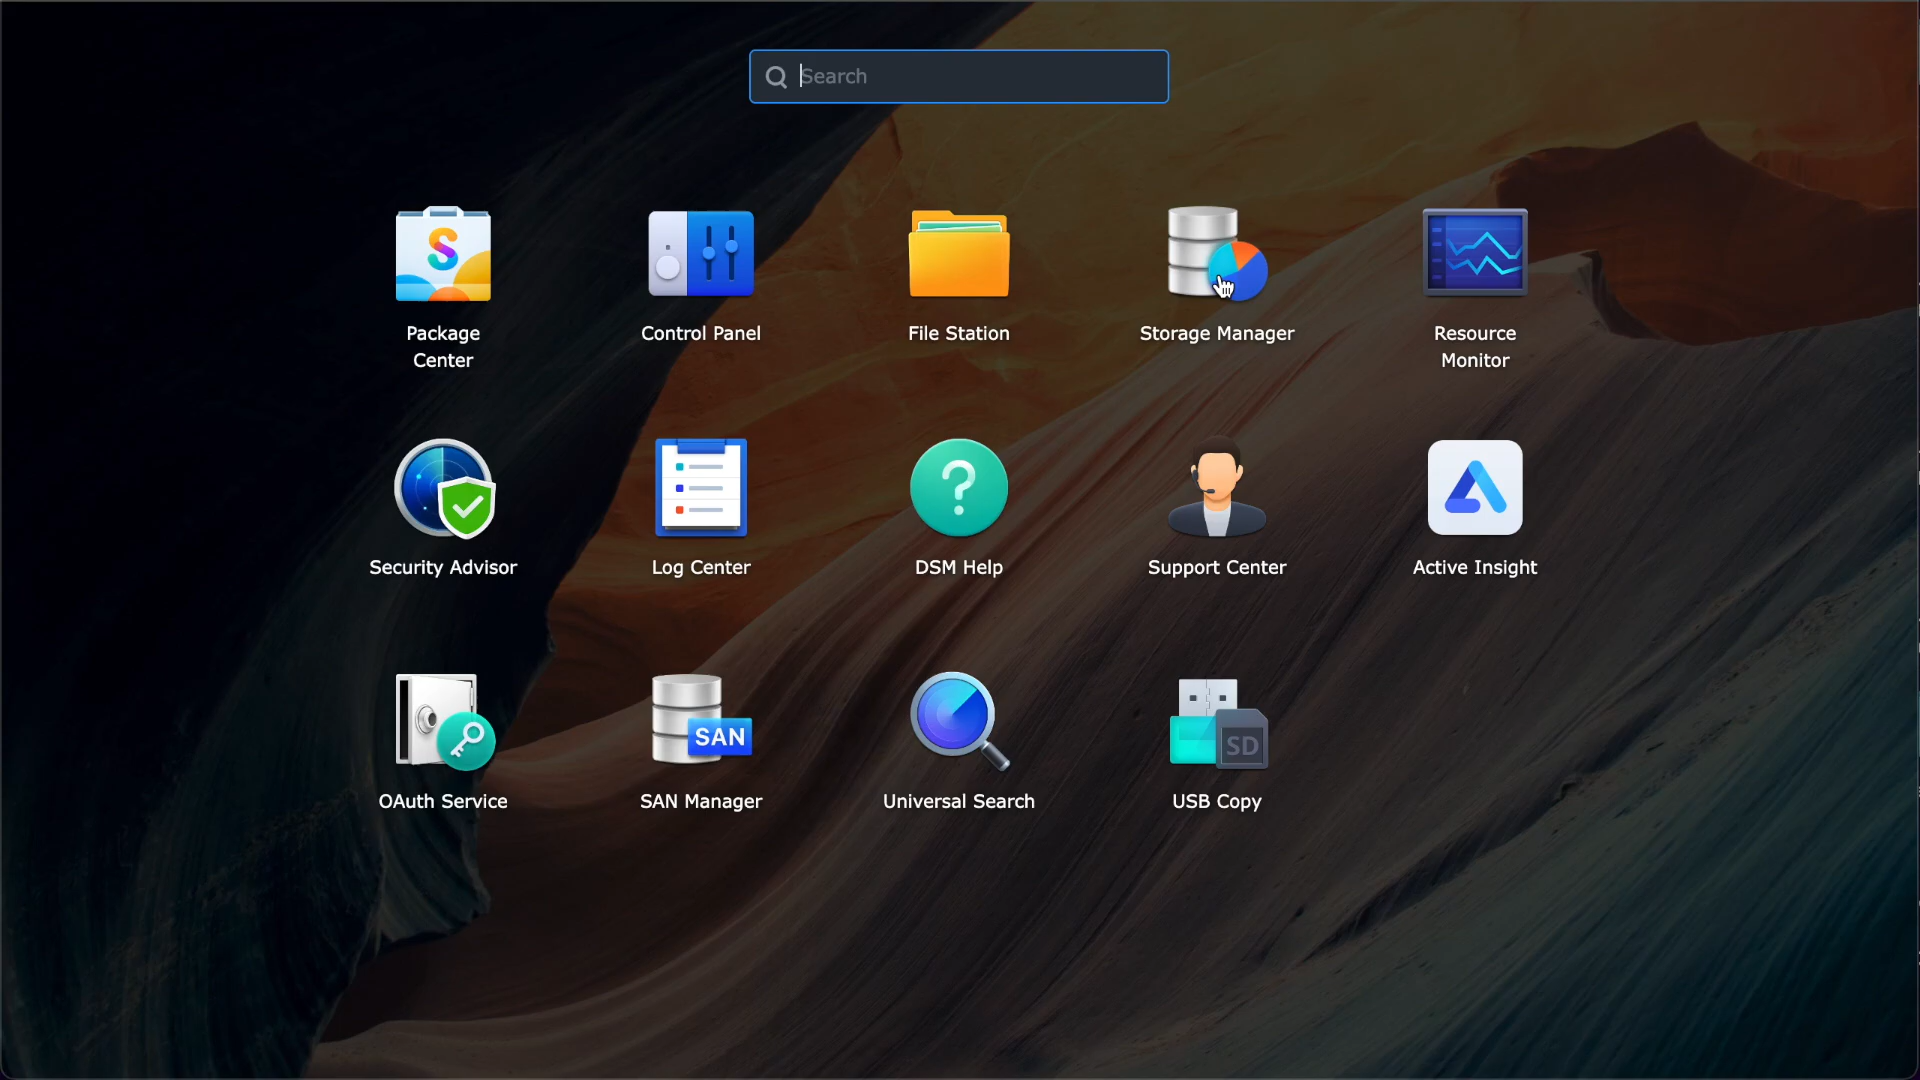 Search
Package
Center
Control Panel
File Station
Storage Manager
Resource
Monitor
Security Advisor
Log Center
DSM Help
Support Center
Active Insight
OAuth Service
SAN
SAN Manager
Universal Search
SD
USB Copy